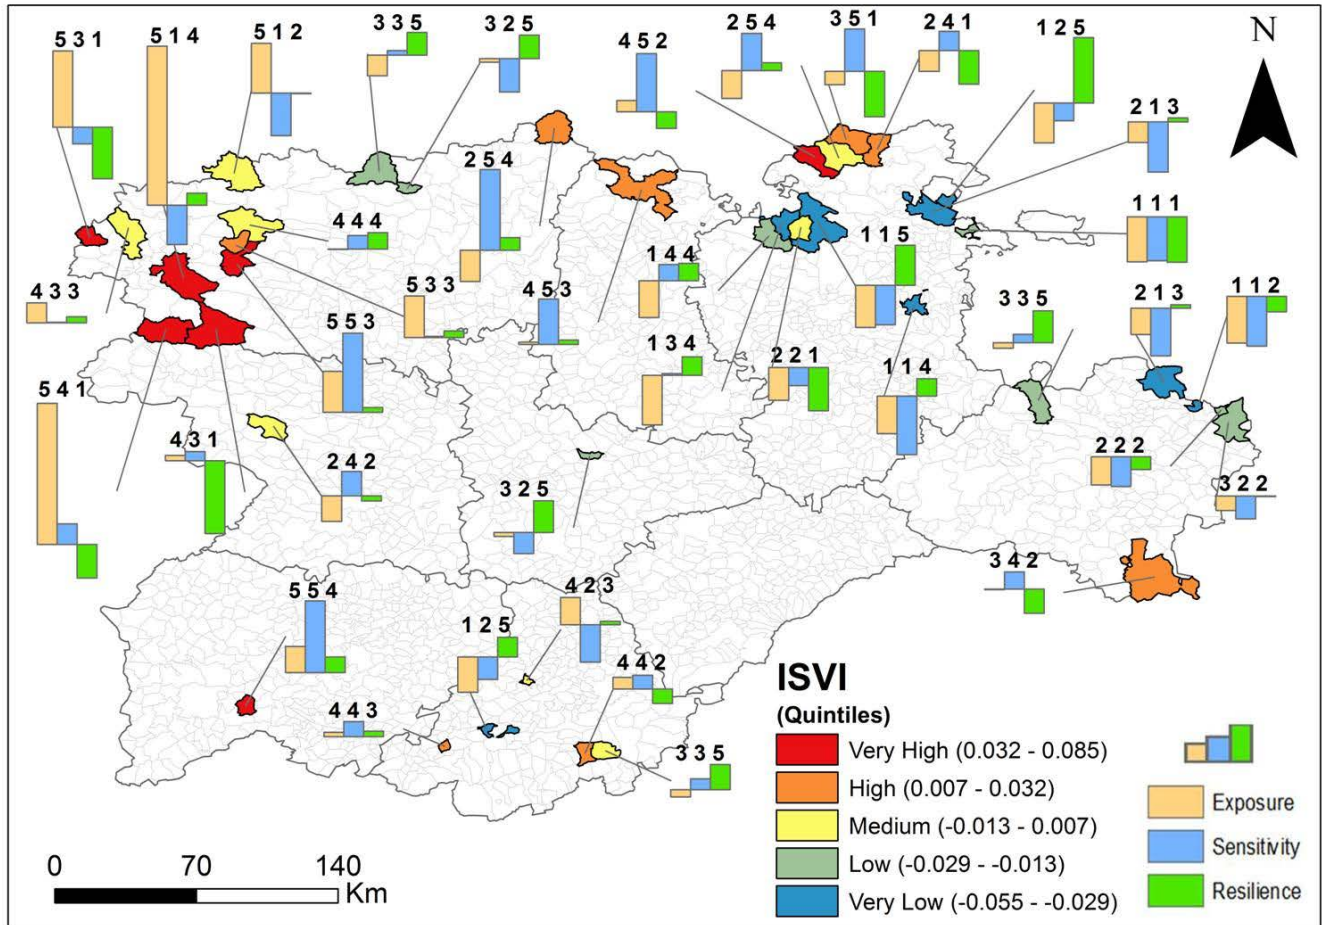 5 3 1
5 1 4
5 1 2
3 3 5
3 2 5
4 5 2
2 5 4
3 5 1
2 4 1
1 2 5
N
2 1 3
2 5 4
4 4 4
1 1 1
1 1 5
1 4 4
4 3 3
5 3 3
4 5 3
5 5 3
1 3 4
2 2 1
1 1 4
3 3 5
2 1 3
1 1 2
5 4 1
4 3 1
2 4 2
3 2 5
2 2 2
3 2 2
3 4 2
5 5 4
4 2 3
1 2 5
4 4 2
4 4 3
3 3 5
ISVI
(Quintiles)
Very High (0.032 - 0.085)
High (0.007 - 0.032)
Medium (-0.013 - 0.007)
Low (-0.029 - -0.013)
Very Low (-0.055 - -0.029)
Exposure
Sensitivity
Resilience
0 70 140
Km